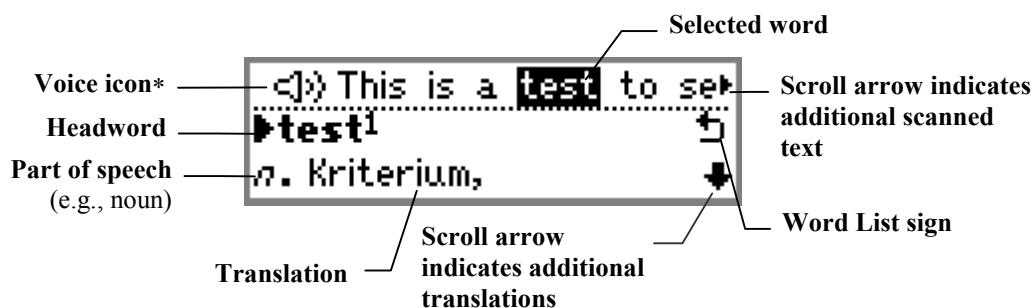 Selected word
Voice icon*
This is a test to se
Scroll arrow indicates
additional scanned
text
Headword
test1
Part of speech
(e.g., noun)
n. Kriterium,
Word List sign
Scroll arrow
indicates additional
translations
Translation